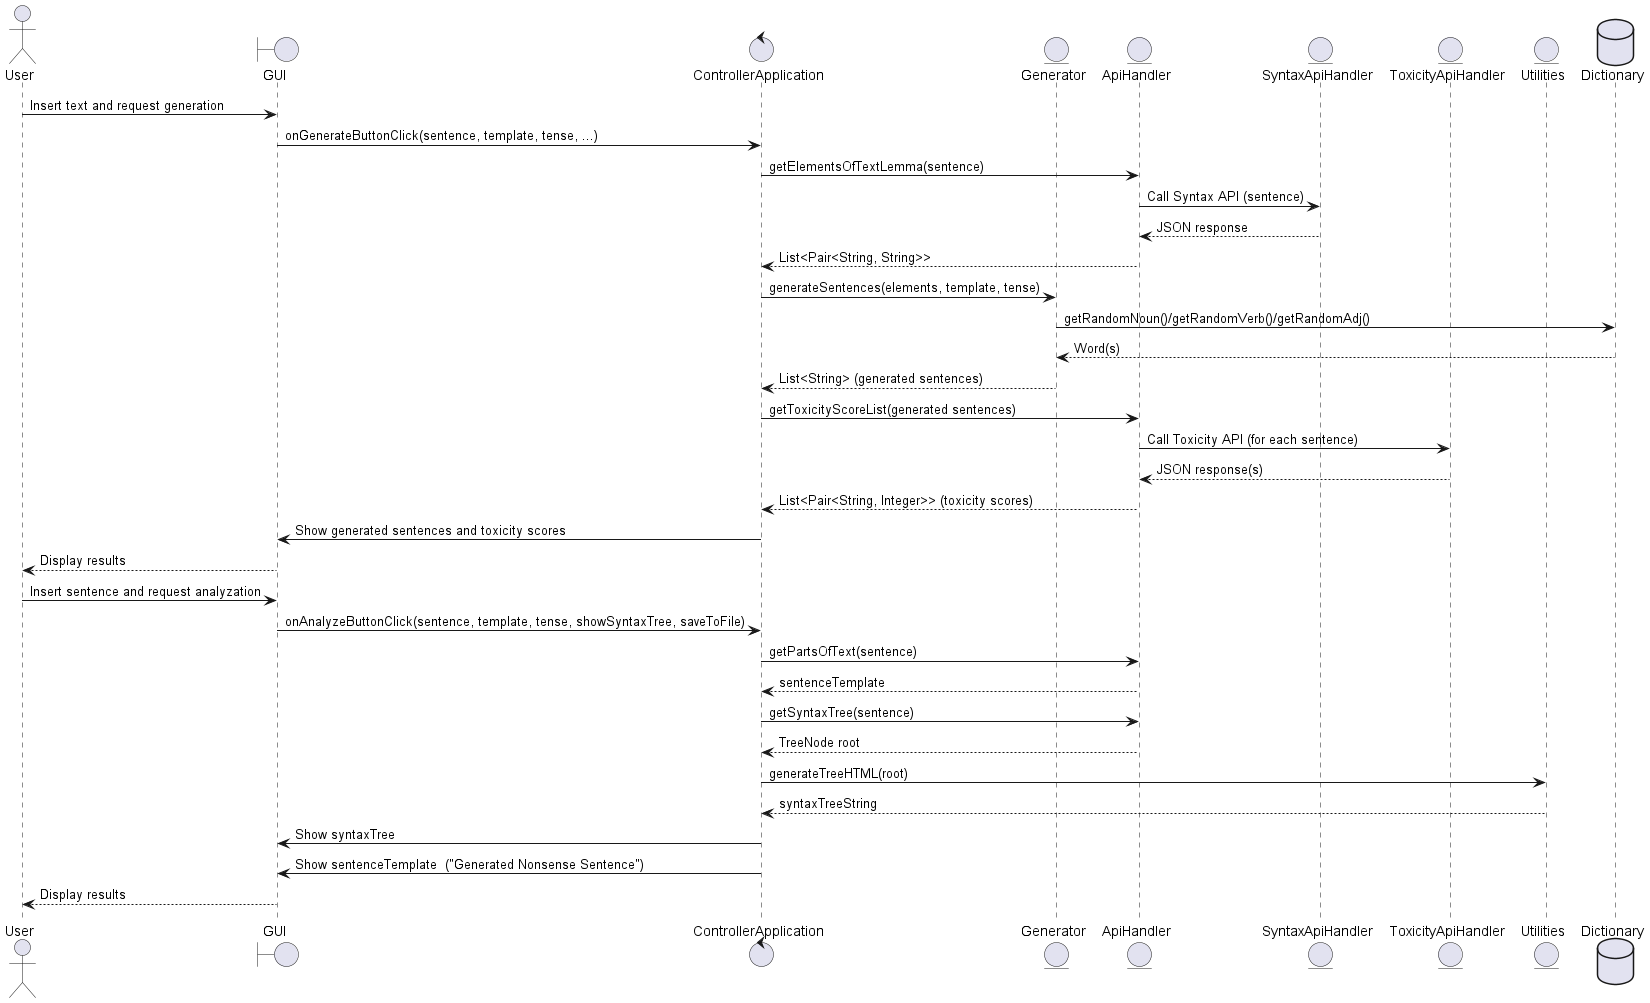 User
GUI
ControllerApplication
Generator
ApiHandler
SyntaxApiHandler
ToxicityApiHandler
Utilities
Dictionary
Insert text and request generation
onGenerateButtonClick(sentence, template, tense, ...)
getElementsOfTextLemma(sentence)
Call Syntax API (sentence)
JSON response
List<Pair<String, String>>
generateSentences(elements, template, tense)
getRandomNoun()/getRandomVerb()/getRandomAdj()
Word(s)
List<String> (generated sentences)
getToxicityScoreList(generated sentences)
Call Toxicity API (for each sentence)
JSON response(s)
List<Pair<String, Integer>> (toxicity scores)
Show generated sentences and toxicity scores
Display results
Insert sentence and request analyzation
onAnalyzeButtonClick(sentence, template, tense, showSyntaxTree, saveToFile)
getPartsOfText(sentence)
sentenceTemplate
getSyntaxTree(sentence)
TreeNode root
generateTreeHTML(root)
syntaxTreeString
Show syntaxTree
Show sentenceTemplate  ("Generated Nonsense Sentence")
Display results
User
GUI
ControllerApplication
Generator
ApiHandler
SyntaxApiHandler
ToxicityApiHandler
Utilities
Dictionary